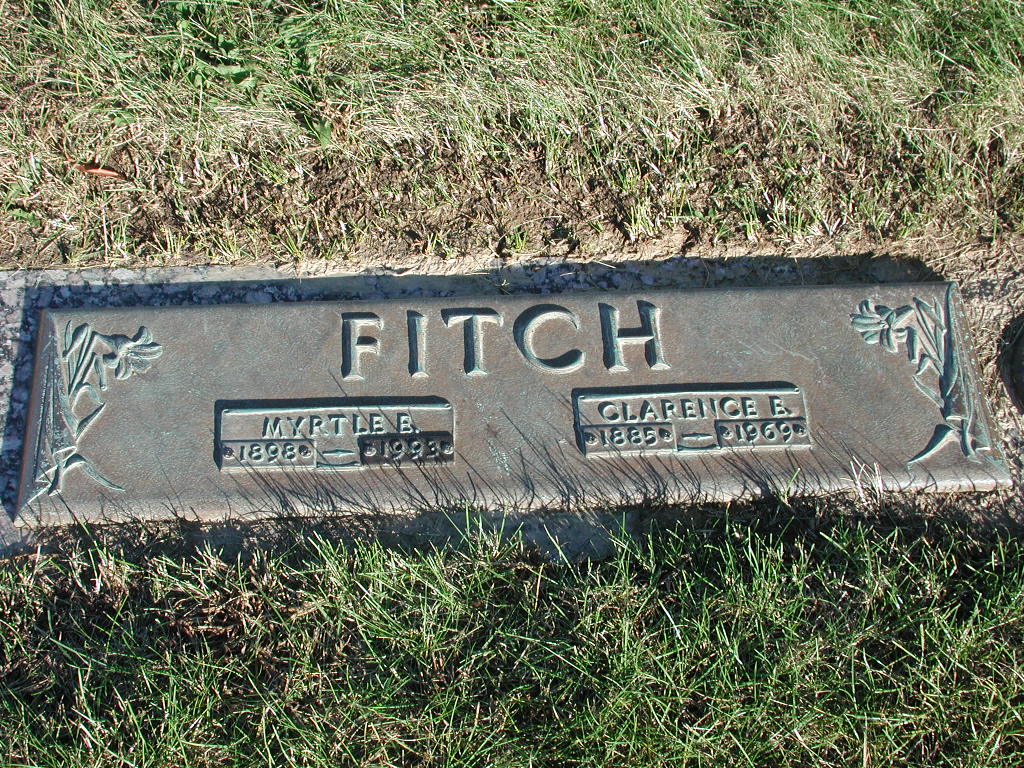 FITCH
MYRTLE B.
1898 — 1993
CLARENCE E.
1885 — 1969